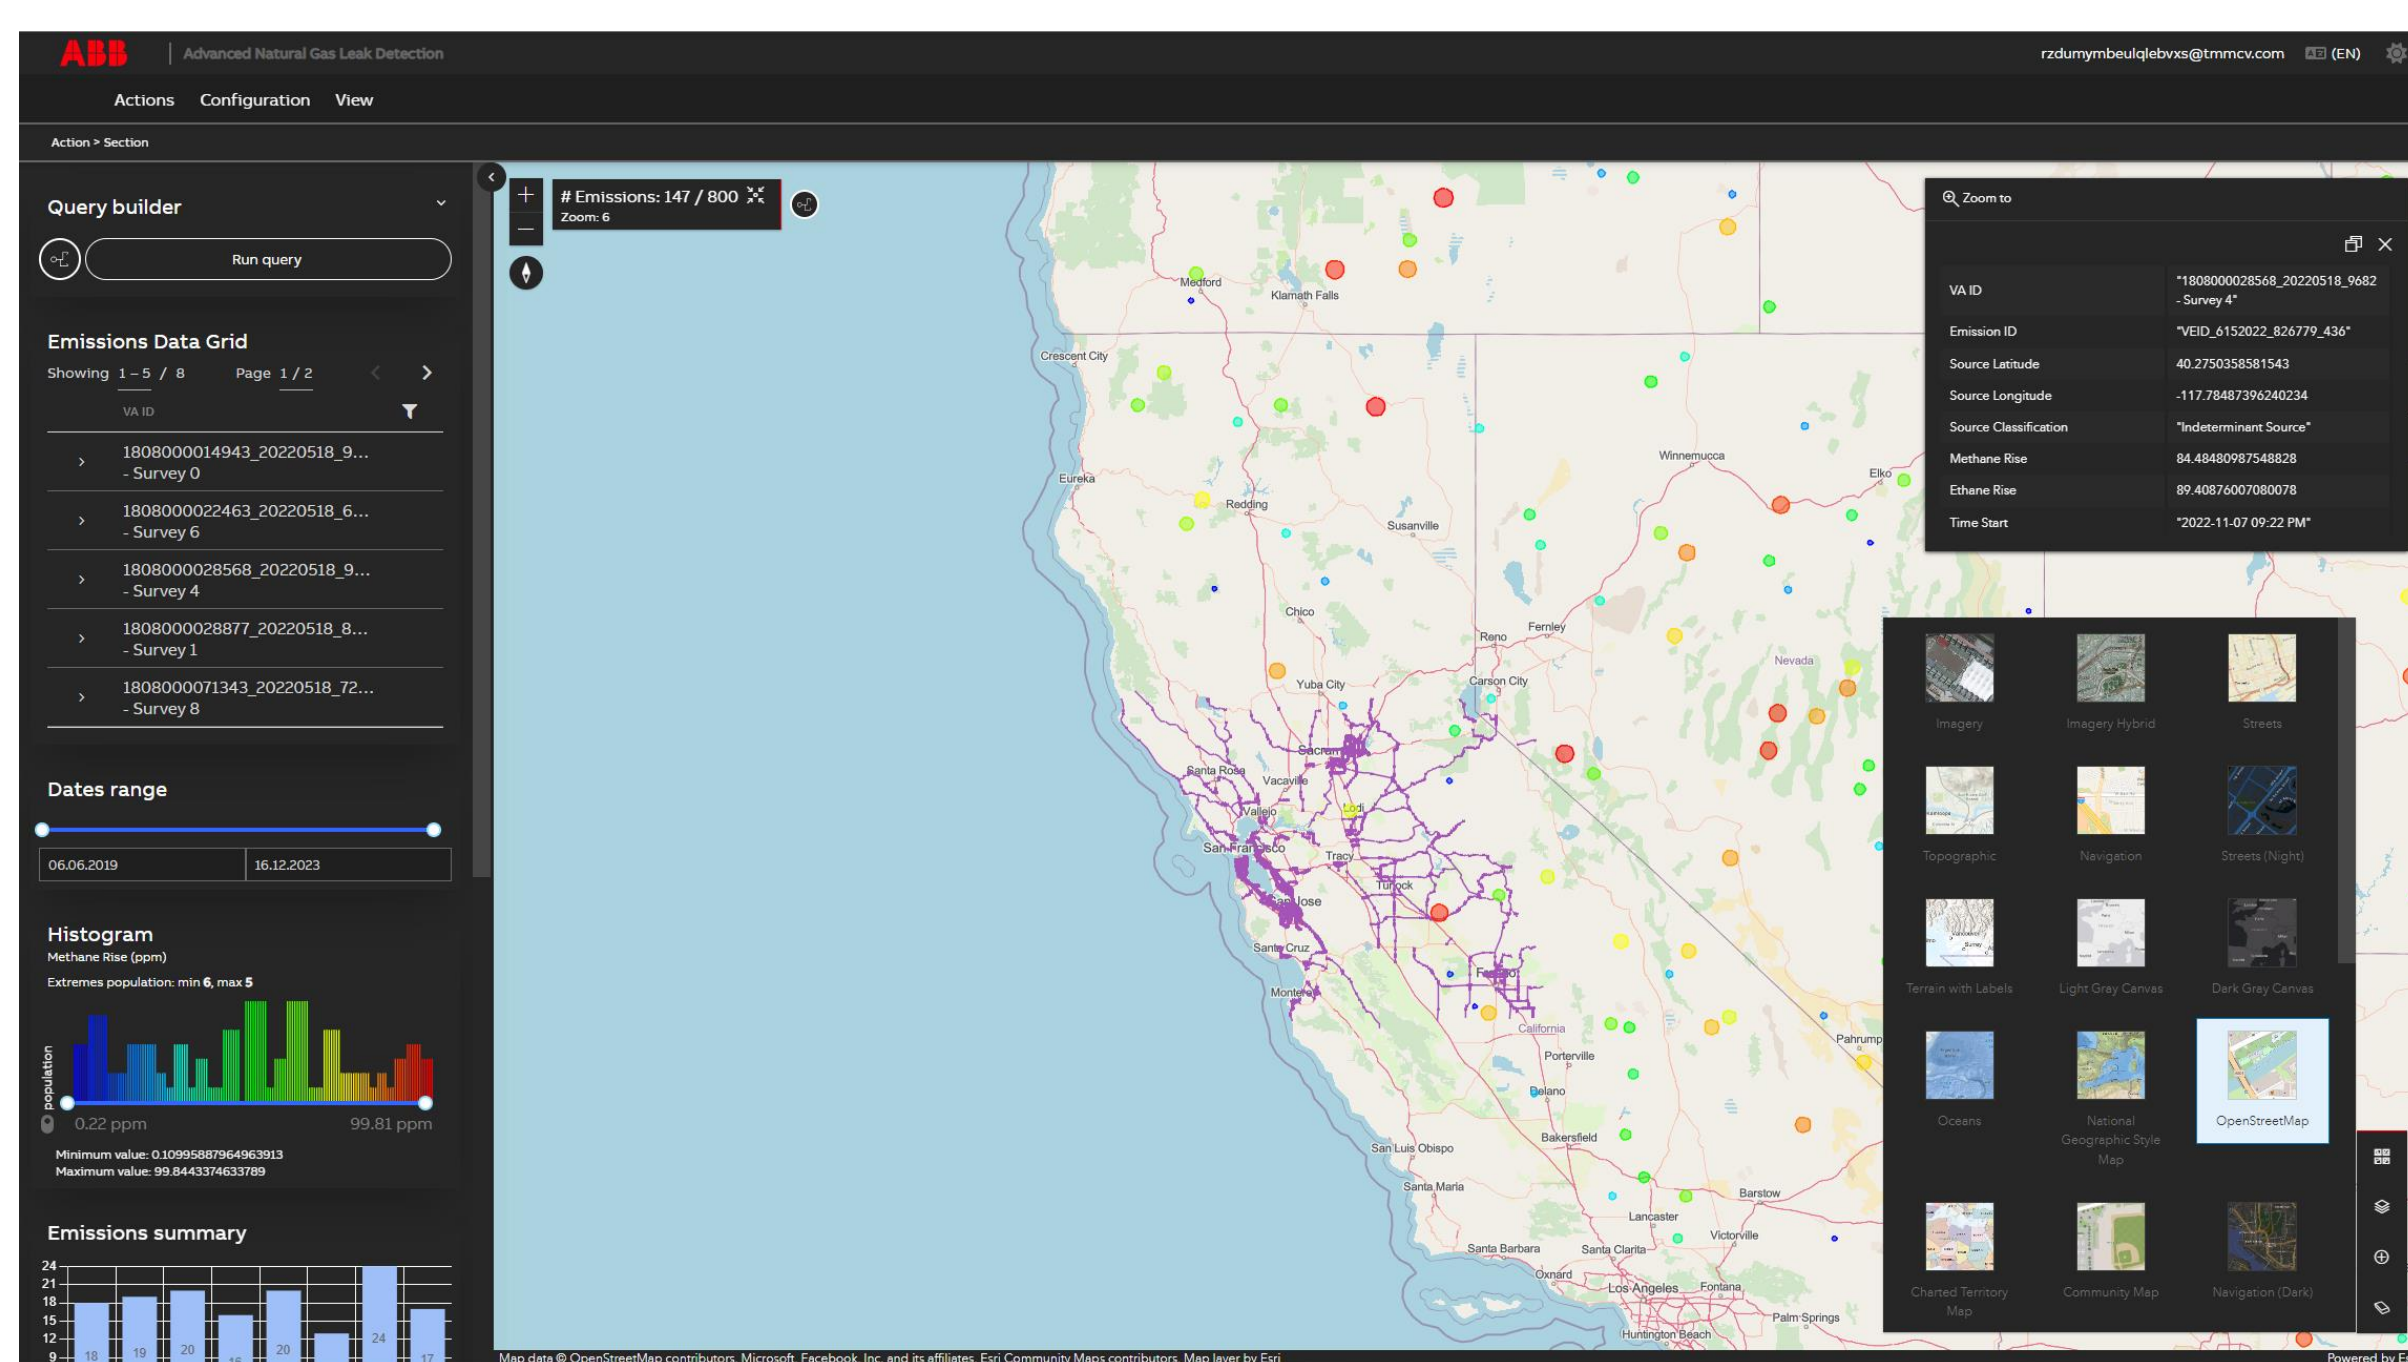 ABB
Advanced Natural Gas Leak Detection
rzdumymbeulqlebvxs@tmmcv.com
(EN)
Actions Configuration View
Action > Section
Query builder
Run query
Emissions Data Grid
Showing 1 – 5 / 8 Page 1 / 2
VA ID
1808000014943_20220518_9...
- Survey 0
1808000022463_20220518_6...
- Survey 6
1808000028568_20220518_9...
- Survey 4
1808000028877_20220518_8...
- Survey 1
1808000071343_20220518_72...
- Survey 8
Dates range
06.06.2019 16.12.2023
Histogram
Methane Rise (ppm)
Extremes population: min 6, max 5
population
0.22 ppm 99.81 ppm
Minimum value: 0.10995887964963913
Maximum value: 99.8443374633789
Emissions summary
24
21
18
15
12
9
18 19 20 16 20 24 17
# Emissions: 147 / 800
Zoom: 6
Medford
Klamath Falls
Crescent City
Eureka
Redding
Susanville
Winnemucca
Elko
Chico
Reno
Fernley
Nevada
Yuba City
Carson City
Sacram
Santa Rosa
Vacaville
Vallejo
Lodi
San Francisco
Tracy
Turlock
San Jose
Santa Cruz
Fresno
Monterey
California
Pahrump
Porterville
Delano
Bakersfield
San Luis Obispo
Santa Maria
Barstow
Lancaster
Victorville
Santa Barbara
Santa Clarita
Oxnard
Los Angeles
Fontana
Palm Springs
Huntington Beach
Zoom to
VA ID "1808000028568_20220518_9682
- Survey 4"
Emission ID "VEID_6152022_826779_436"
Source Latitude 40.2750358581543
Source Longitude -117.78487396240234
Source Classification "Indeterminant Source"
Methane Rise 84.48480987548828
Ethane Rise 89.40876007080078
Time Start "2022-11-07 09:22 PM"
Imagery
Imagery Hybrid
Streets
Topographic
Navigation
Streets (Night)
Terrain with Labels
Light Gray Canvas
Dark Gray Canvas
Oceans
National
Geographic Style
Map
OpenStreetMap
Charted Territory
Map
Community Map
Navigation (Dark)
Map data © OpenStreetMap contributors, Microsoft, Facebook, Inc. and its affiliates, Esri Community Maps contributors, Map layer by Esri
Powered by E